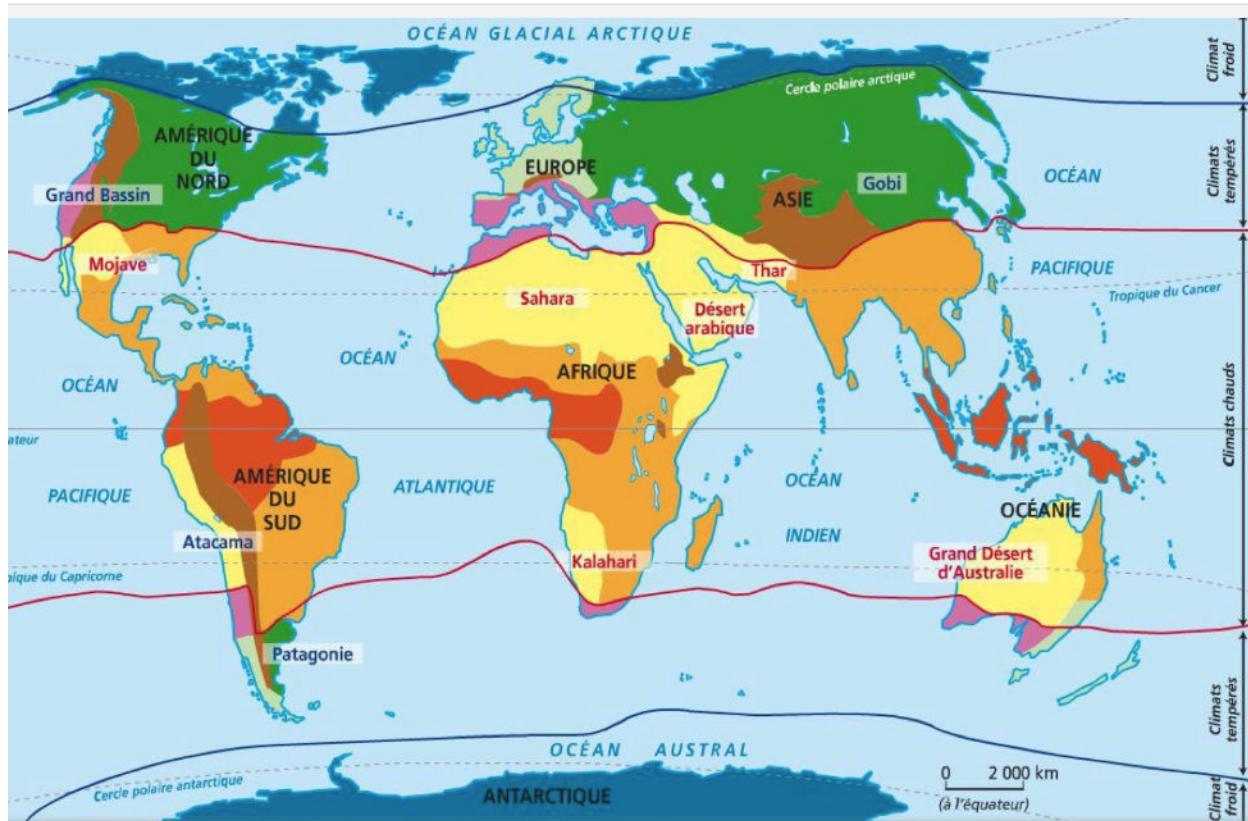 OCÉAN GLACIAL ARCTIQUE
Climat
froid
Cercle polaire arctique
AMÉRIQUE
DU
NORD
EUROPE
Climats
tempérés
Grand Bassin
ASIE
Gobi
OCÉAN
Mojave
Thar
PACIFIQUE
Sahara
Désert
arabique
Tropique du Cancer
OCÉAN
AFRIQUE
OCÉAN
Climats chauds
ateur
AMÉRIQUE
DU
SUD
PACIFIQUE
ATLANTIQUE
OCÉAN
INDIEN
OCÉANIE
Atacama
Kalahari
Grand Désert
d'Australie
pique du Capricorne
Patagonie
Climats
tempérés
OCÉAN AUSTRAL
Cercle polaire antarctique
ANTARCTIQUE
0 2 000 km
(à l'équateur)
Climat
froid